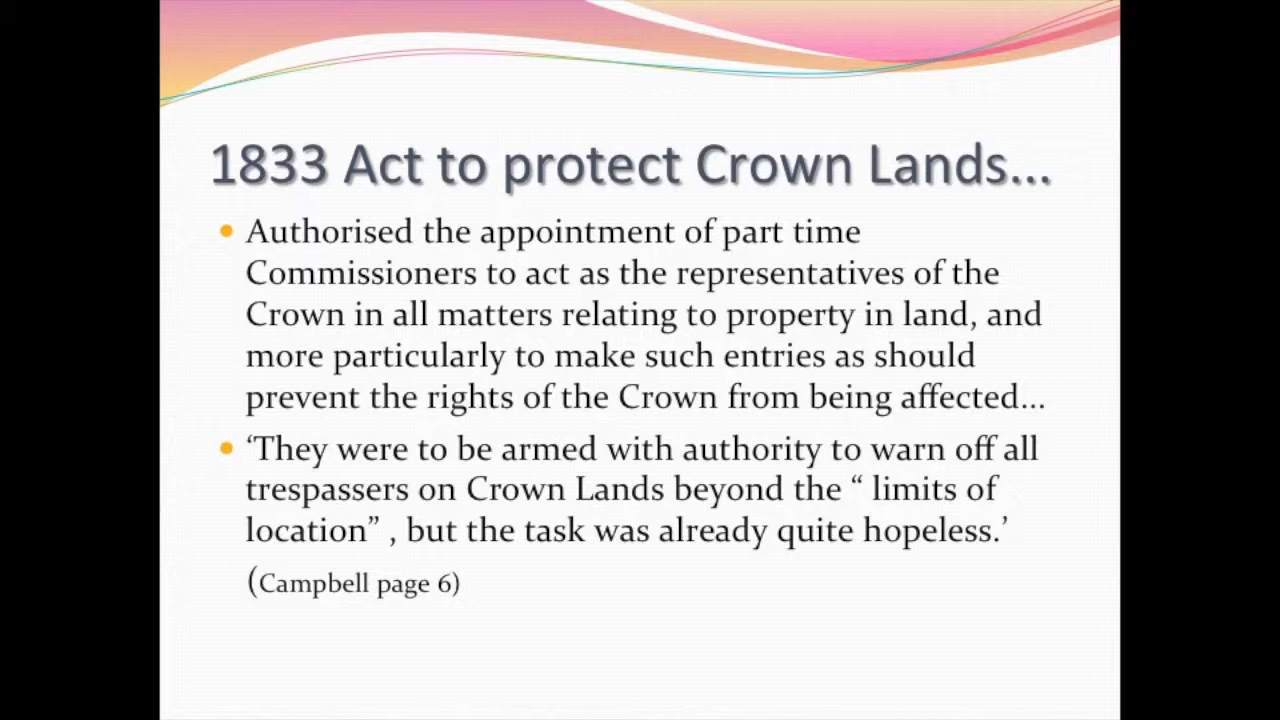 1833 Act to protect Crown Lands...
Authorised the appointment of part time
Commissioners to act as the representatives of the
Crown in all matters relating to property in land, and
more particularly to make such entries as should
prevent the rights of the Crown from being affected...
‘They were to be armed with authority to warn off all
trespassers on Crown Lands beyond the “ limits of
location” , but the task was already quite hopeless.’
(Campbell page 6)